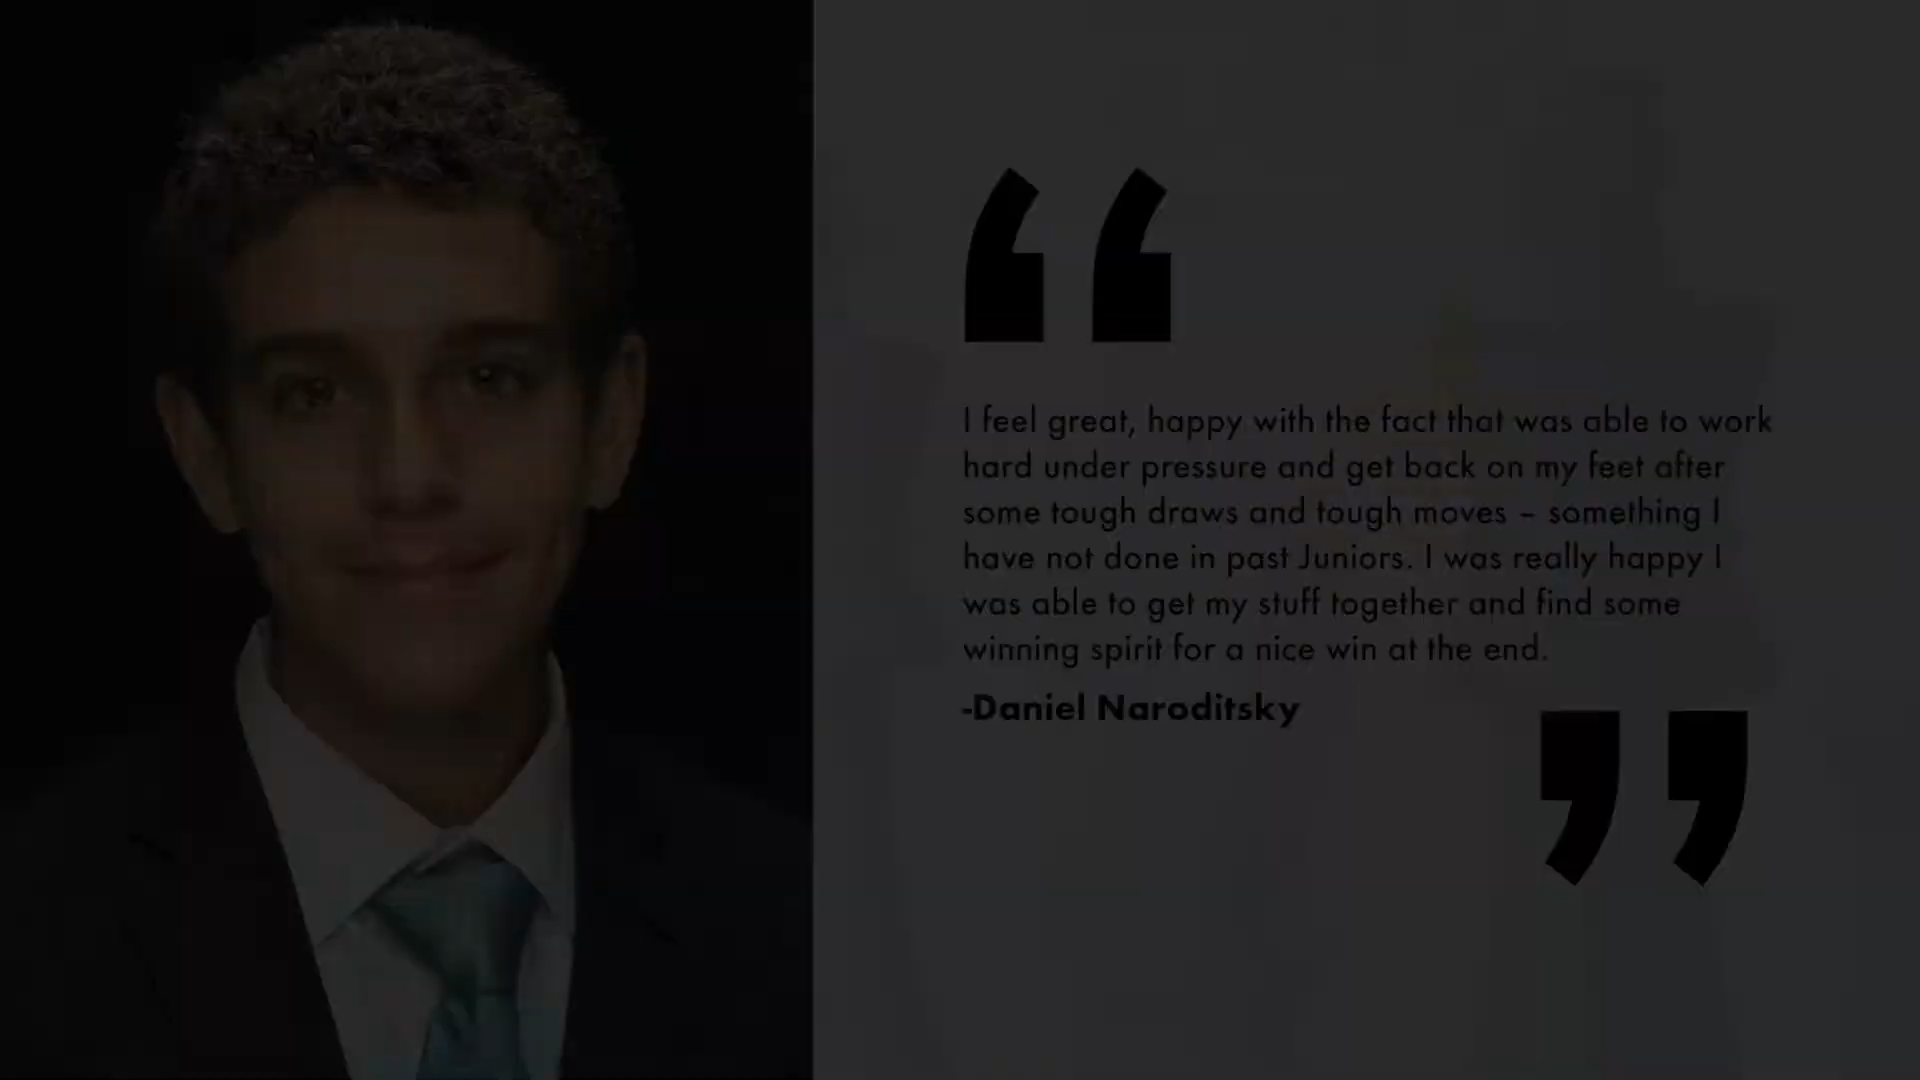 “
I feel great, happy with the fact that was able to work
hard under pressure and get back on my feet after
some tough draws and tough moves – something I
have not done in past Juniors. I was really happy I
was able to get my stuff together and find some
winning spirit for a nice win at the end.
-Daniel Naroditsky
”